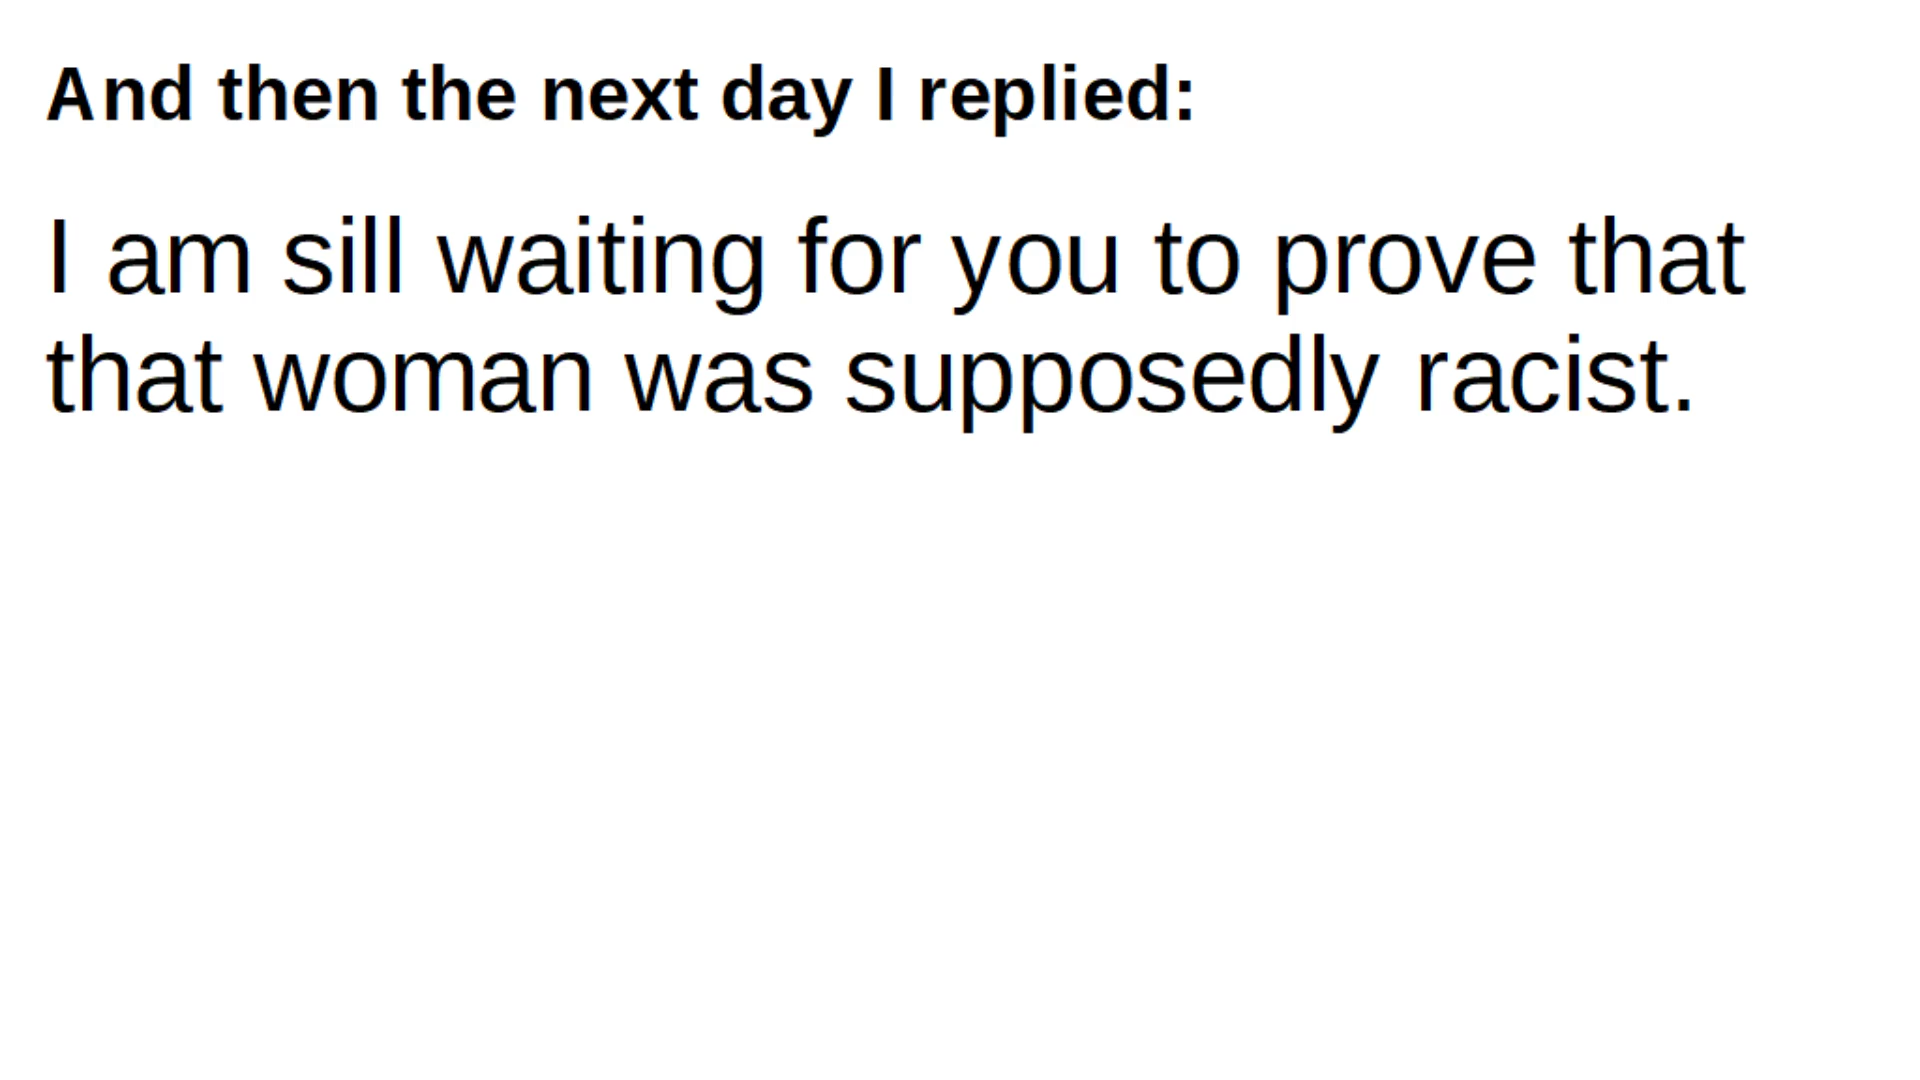 And then the next day I replied:
I am sill waiting for you to prove that
that woman was supposedly racist.